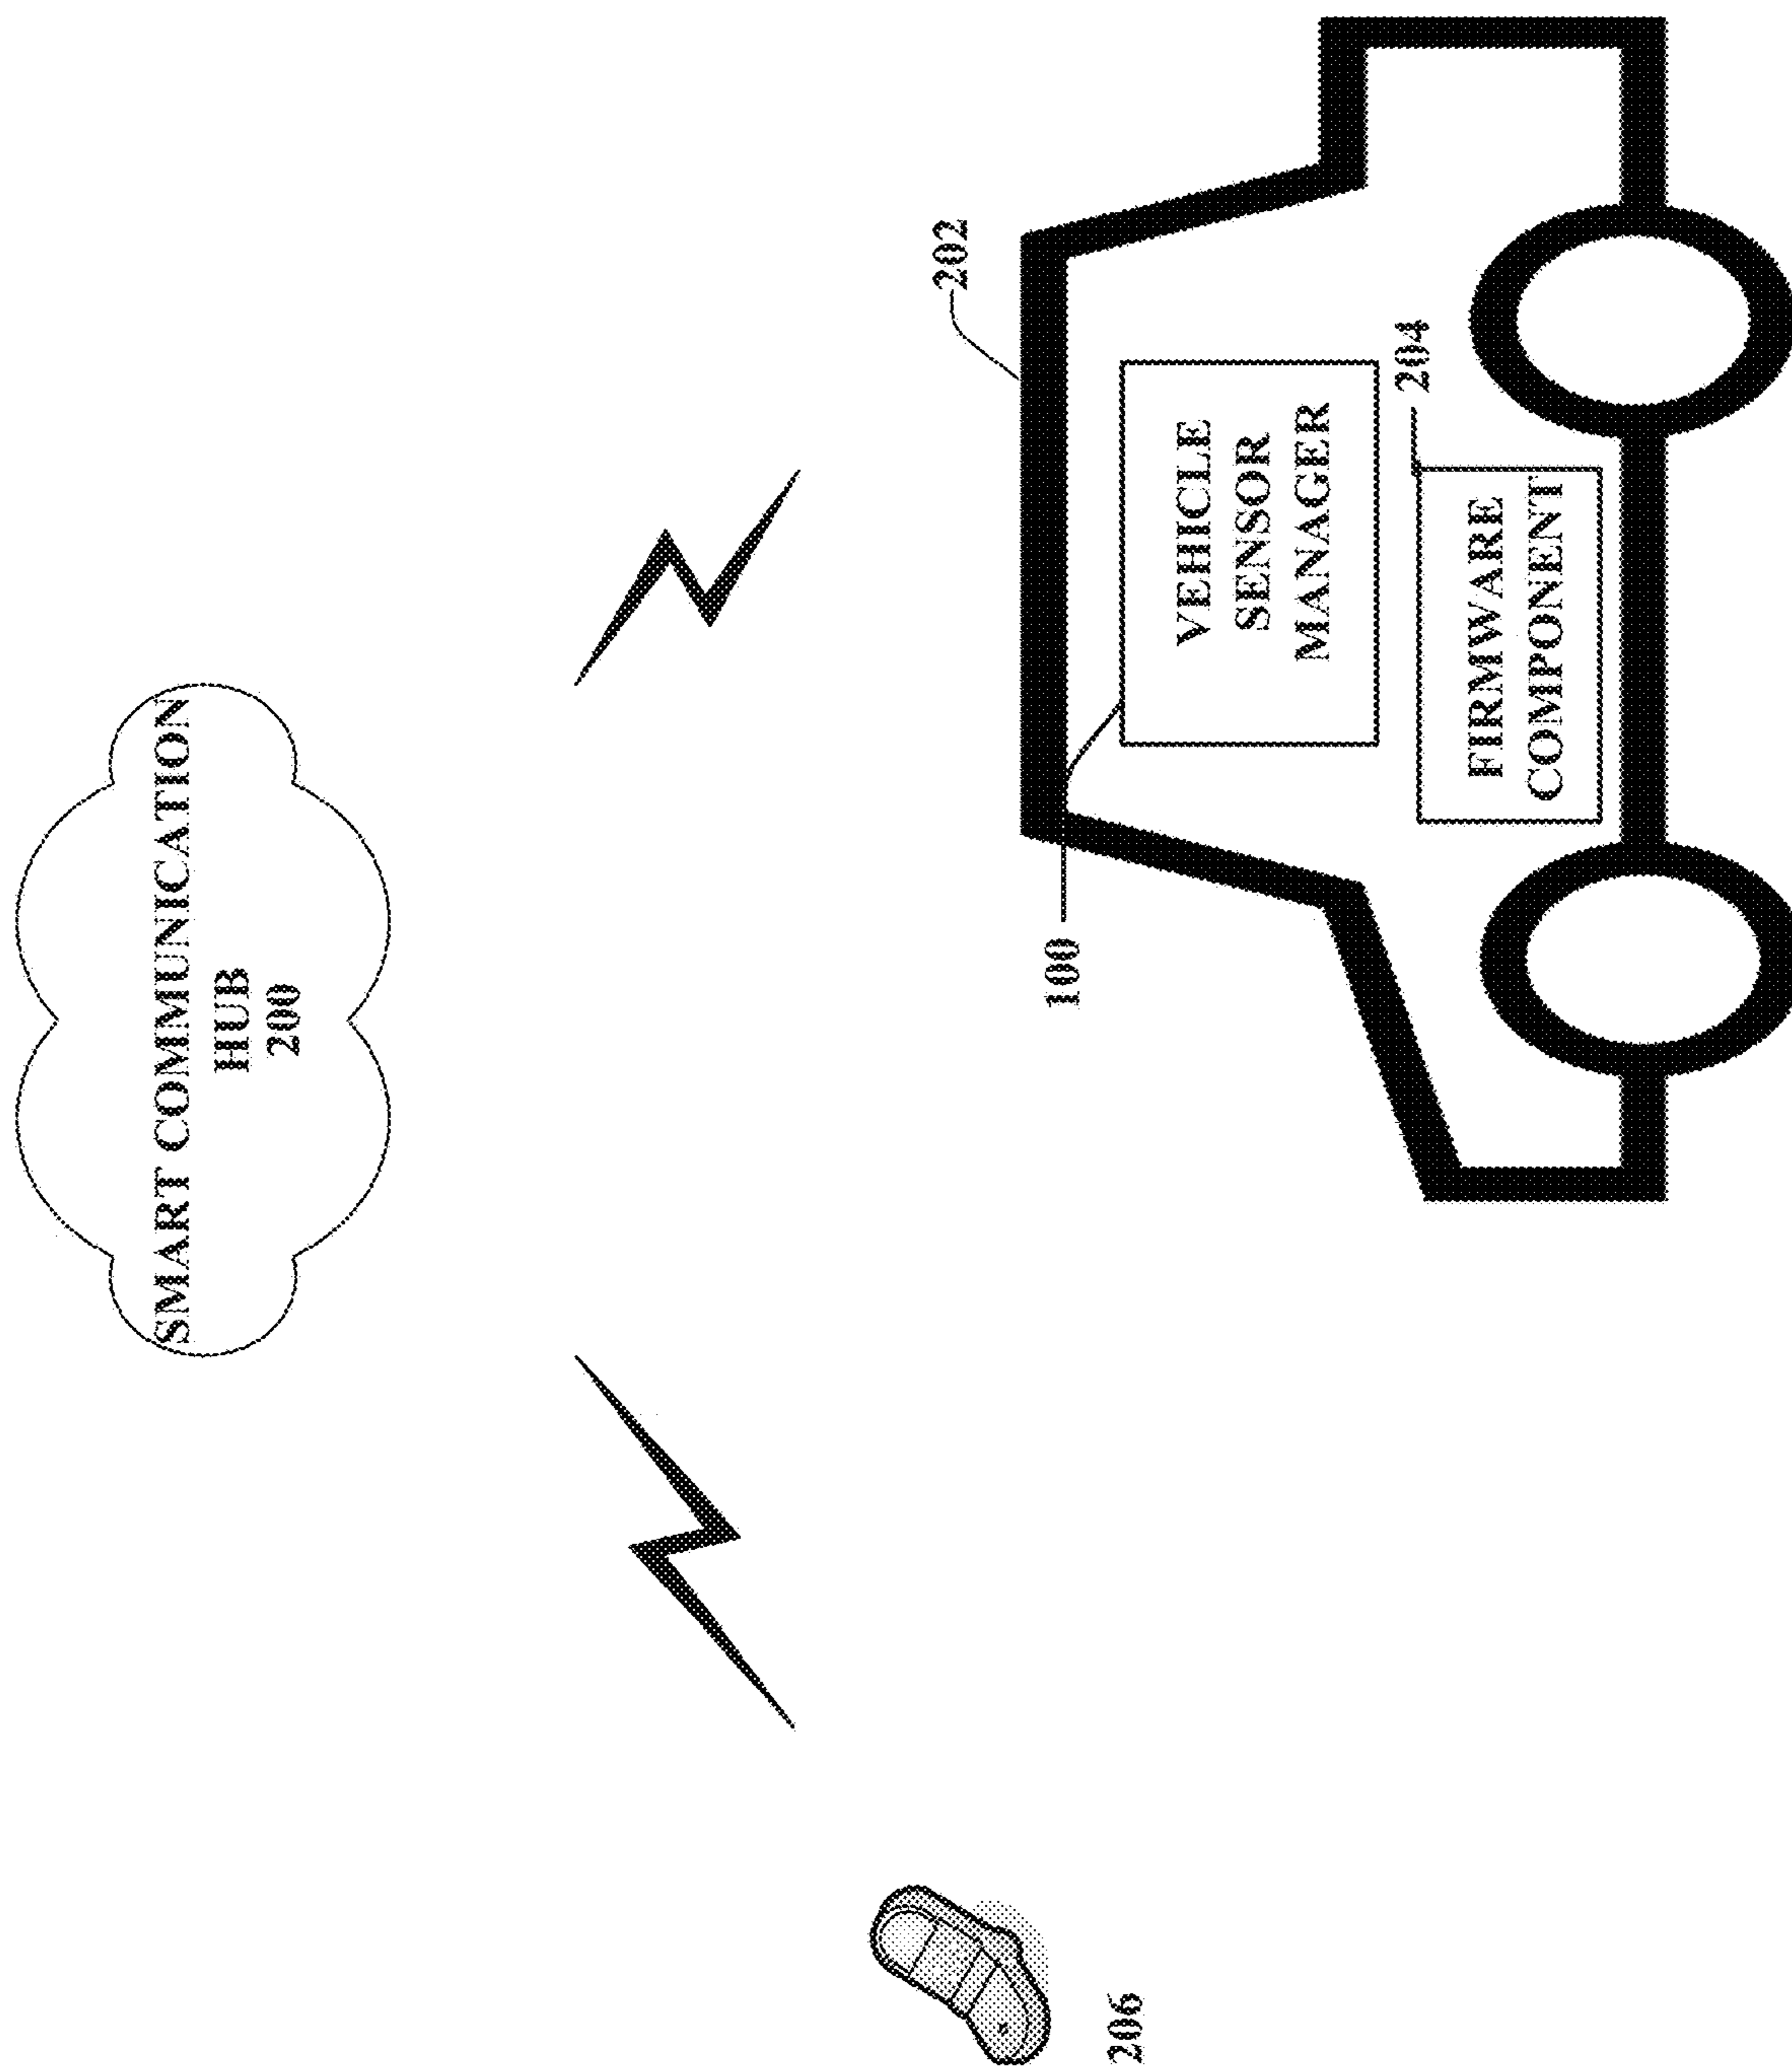 SMART COMMUNICATION
HUB
200
202
100
VEHICLE
SENSOR
MANAGER
204
FIRMWARE
COMPONENT
206